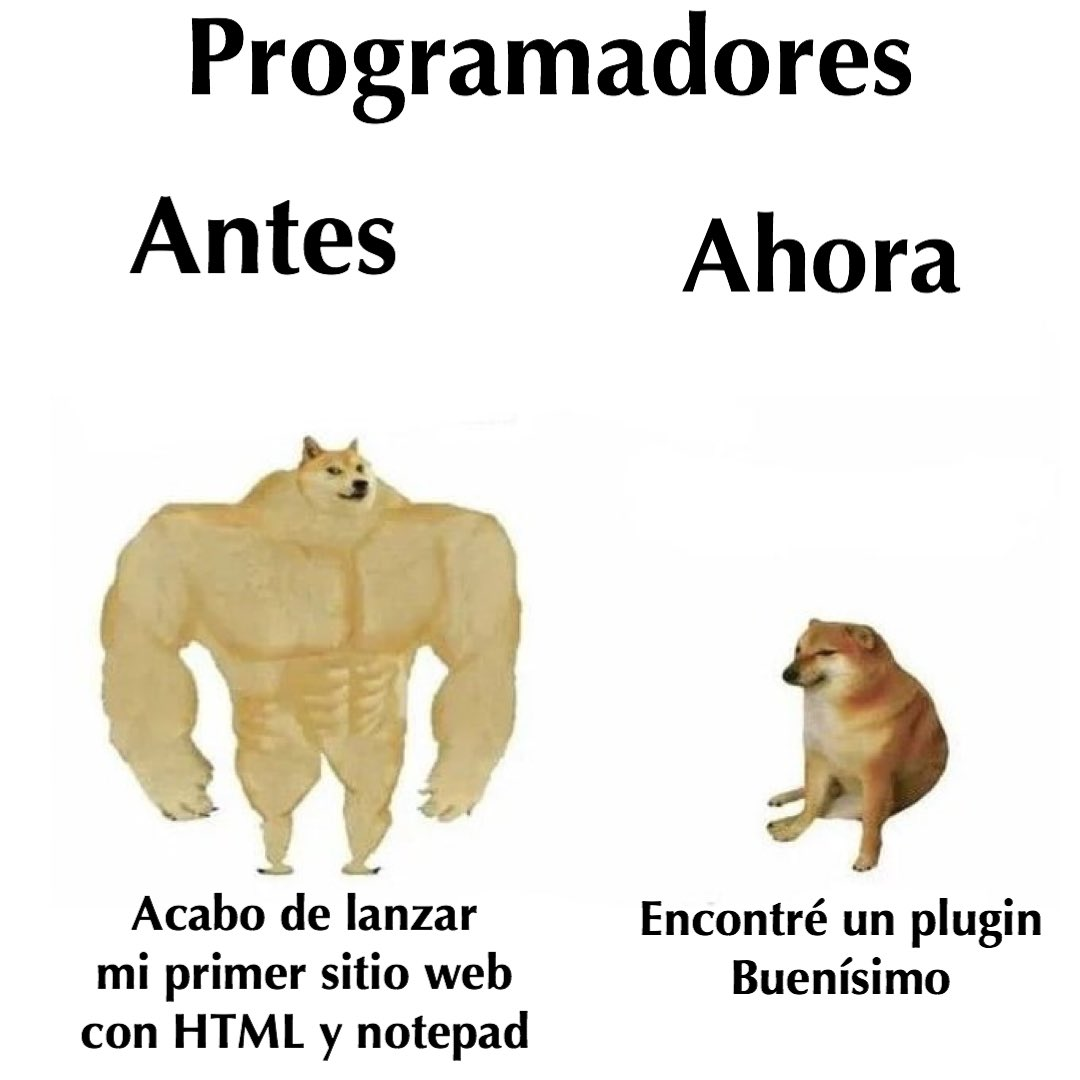 Programadores
Antes
Ahora
Acabo de lanzar
mi primer sitio web
con HTML y notepad
Encontré un plugin
Buenísimo